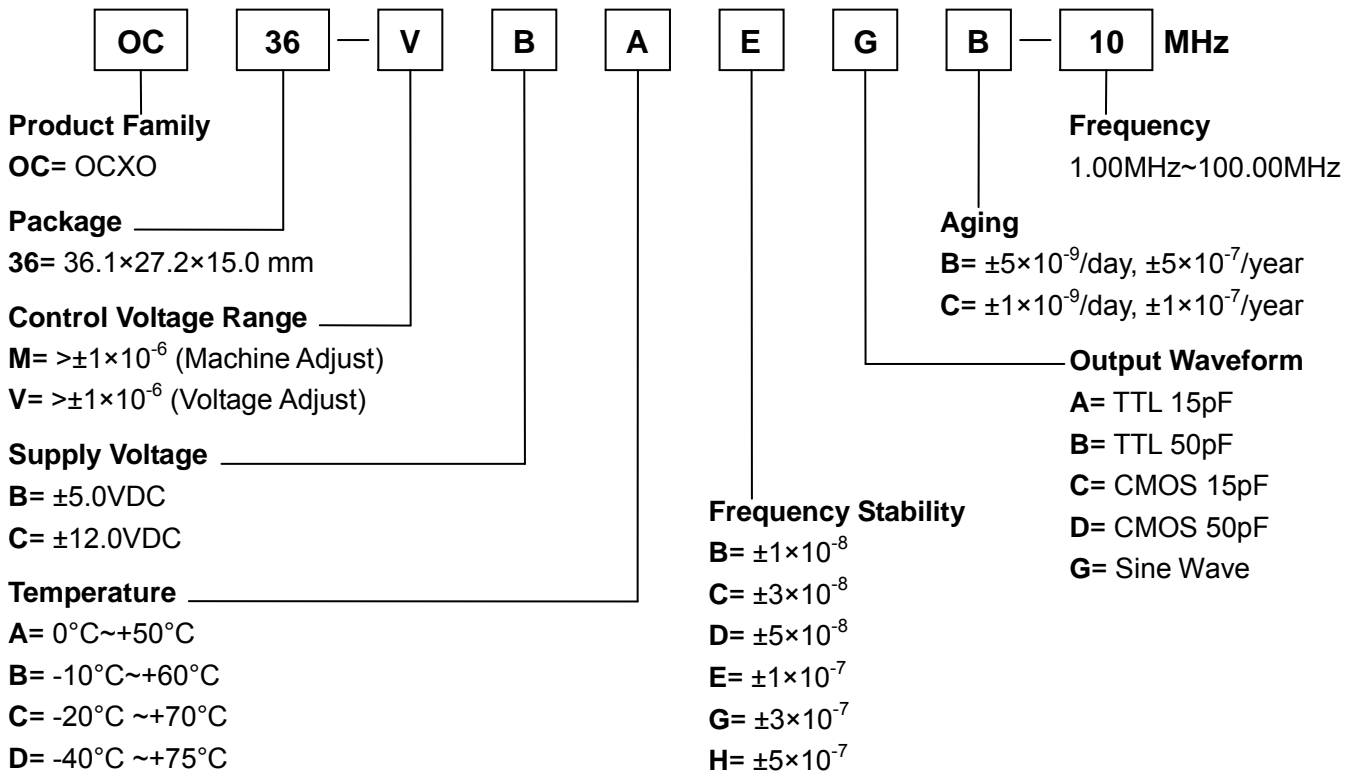 OC 36 — V B A E G B — 10 MHz
Product Family
OC= OCXO
Package
36= 36.1×27.2×15.0 mm
Control Voltage Range
M= >±1×10⁻⁶ (Machine Adjust)
V= >±1×10⁻⁶ (Voltage Adjust)
Supply Voltage
B= ±5.0VDC
C= ±12.0VDC
Temperature
A= 0°C~+50°C
B= -10°C~+60°C
C= -20°C ~+70°C
D= -40°C ~+75°C
Frequency Stability
B= ±1×10⁻⁸
C= ±3×10⁻⁸
D= ±5×10⁻⁸
E= ±1×10⁻⁷
G= ±3×10⁻⁷
H= ±5×10⁻⁷
Frequency
1.00MHz~100.00MHz
Aging
B= ±5×10⁻⁹/day, ±5×10⁻⁷/year
C= ±1×10⁻⁹/day, ±1×10⁻⁷/year
Output Waveform
A= TTL 15pF
B= TTL 50pF
C= CMOS 15pF
D= CMOS 50pF
G= Sine Wave